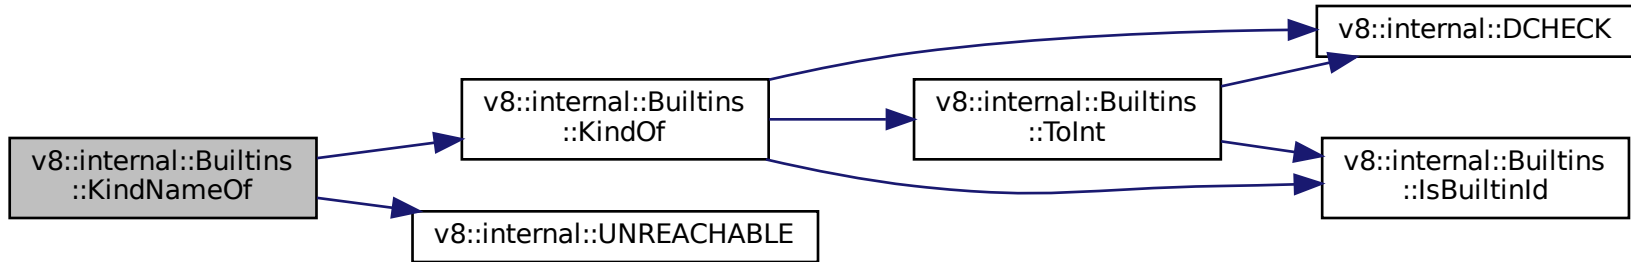 v8::internal::Builtins
::KindNameOf
v8::internal::Builtins
::KindOf
v8::internal::UNREACHABLE
v8::internal::Builtins
::ToInt
v8::internal::DCHECK
v8::internal::Builtins
::IsBuiltinId